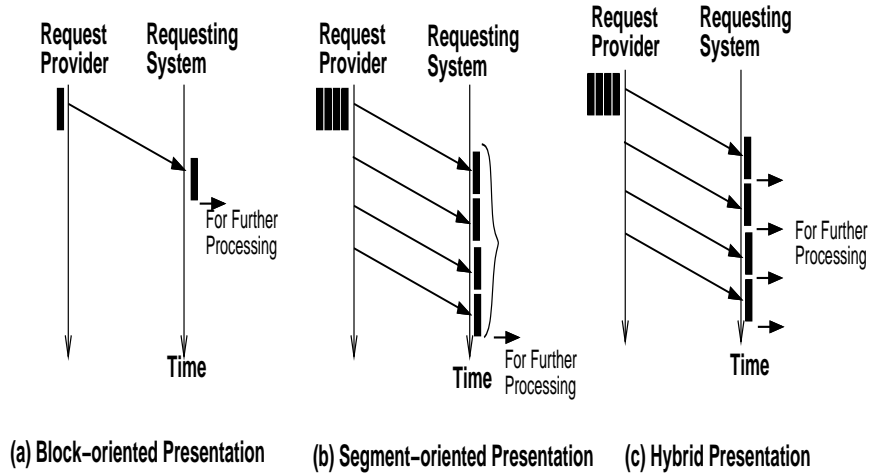 Request Provider
Requesting System
For Further Processing
Time
(a) Block–oriented Presentation
Request Provider
Requesting System
For Further Processing
Time
(b) Segment–oriented Presentation
Request Provider
Requesting System
For Further Processing
Time
(c) Hybrid Presentation